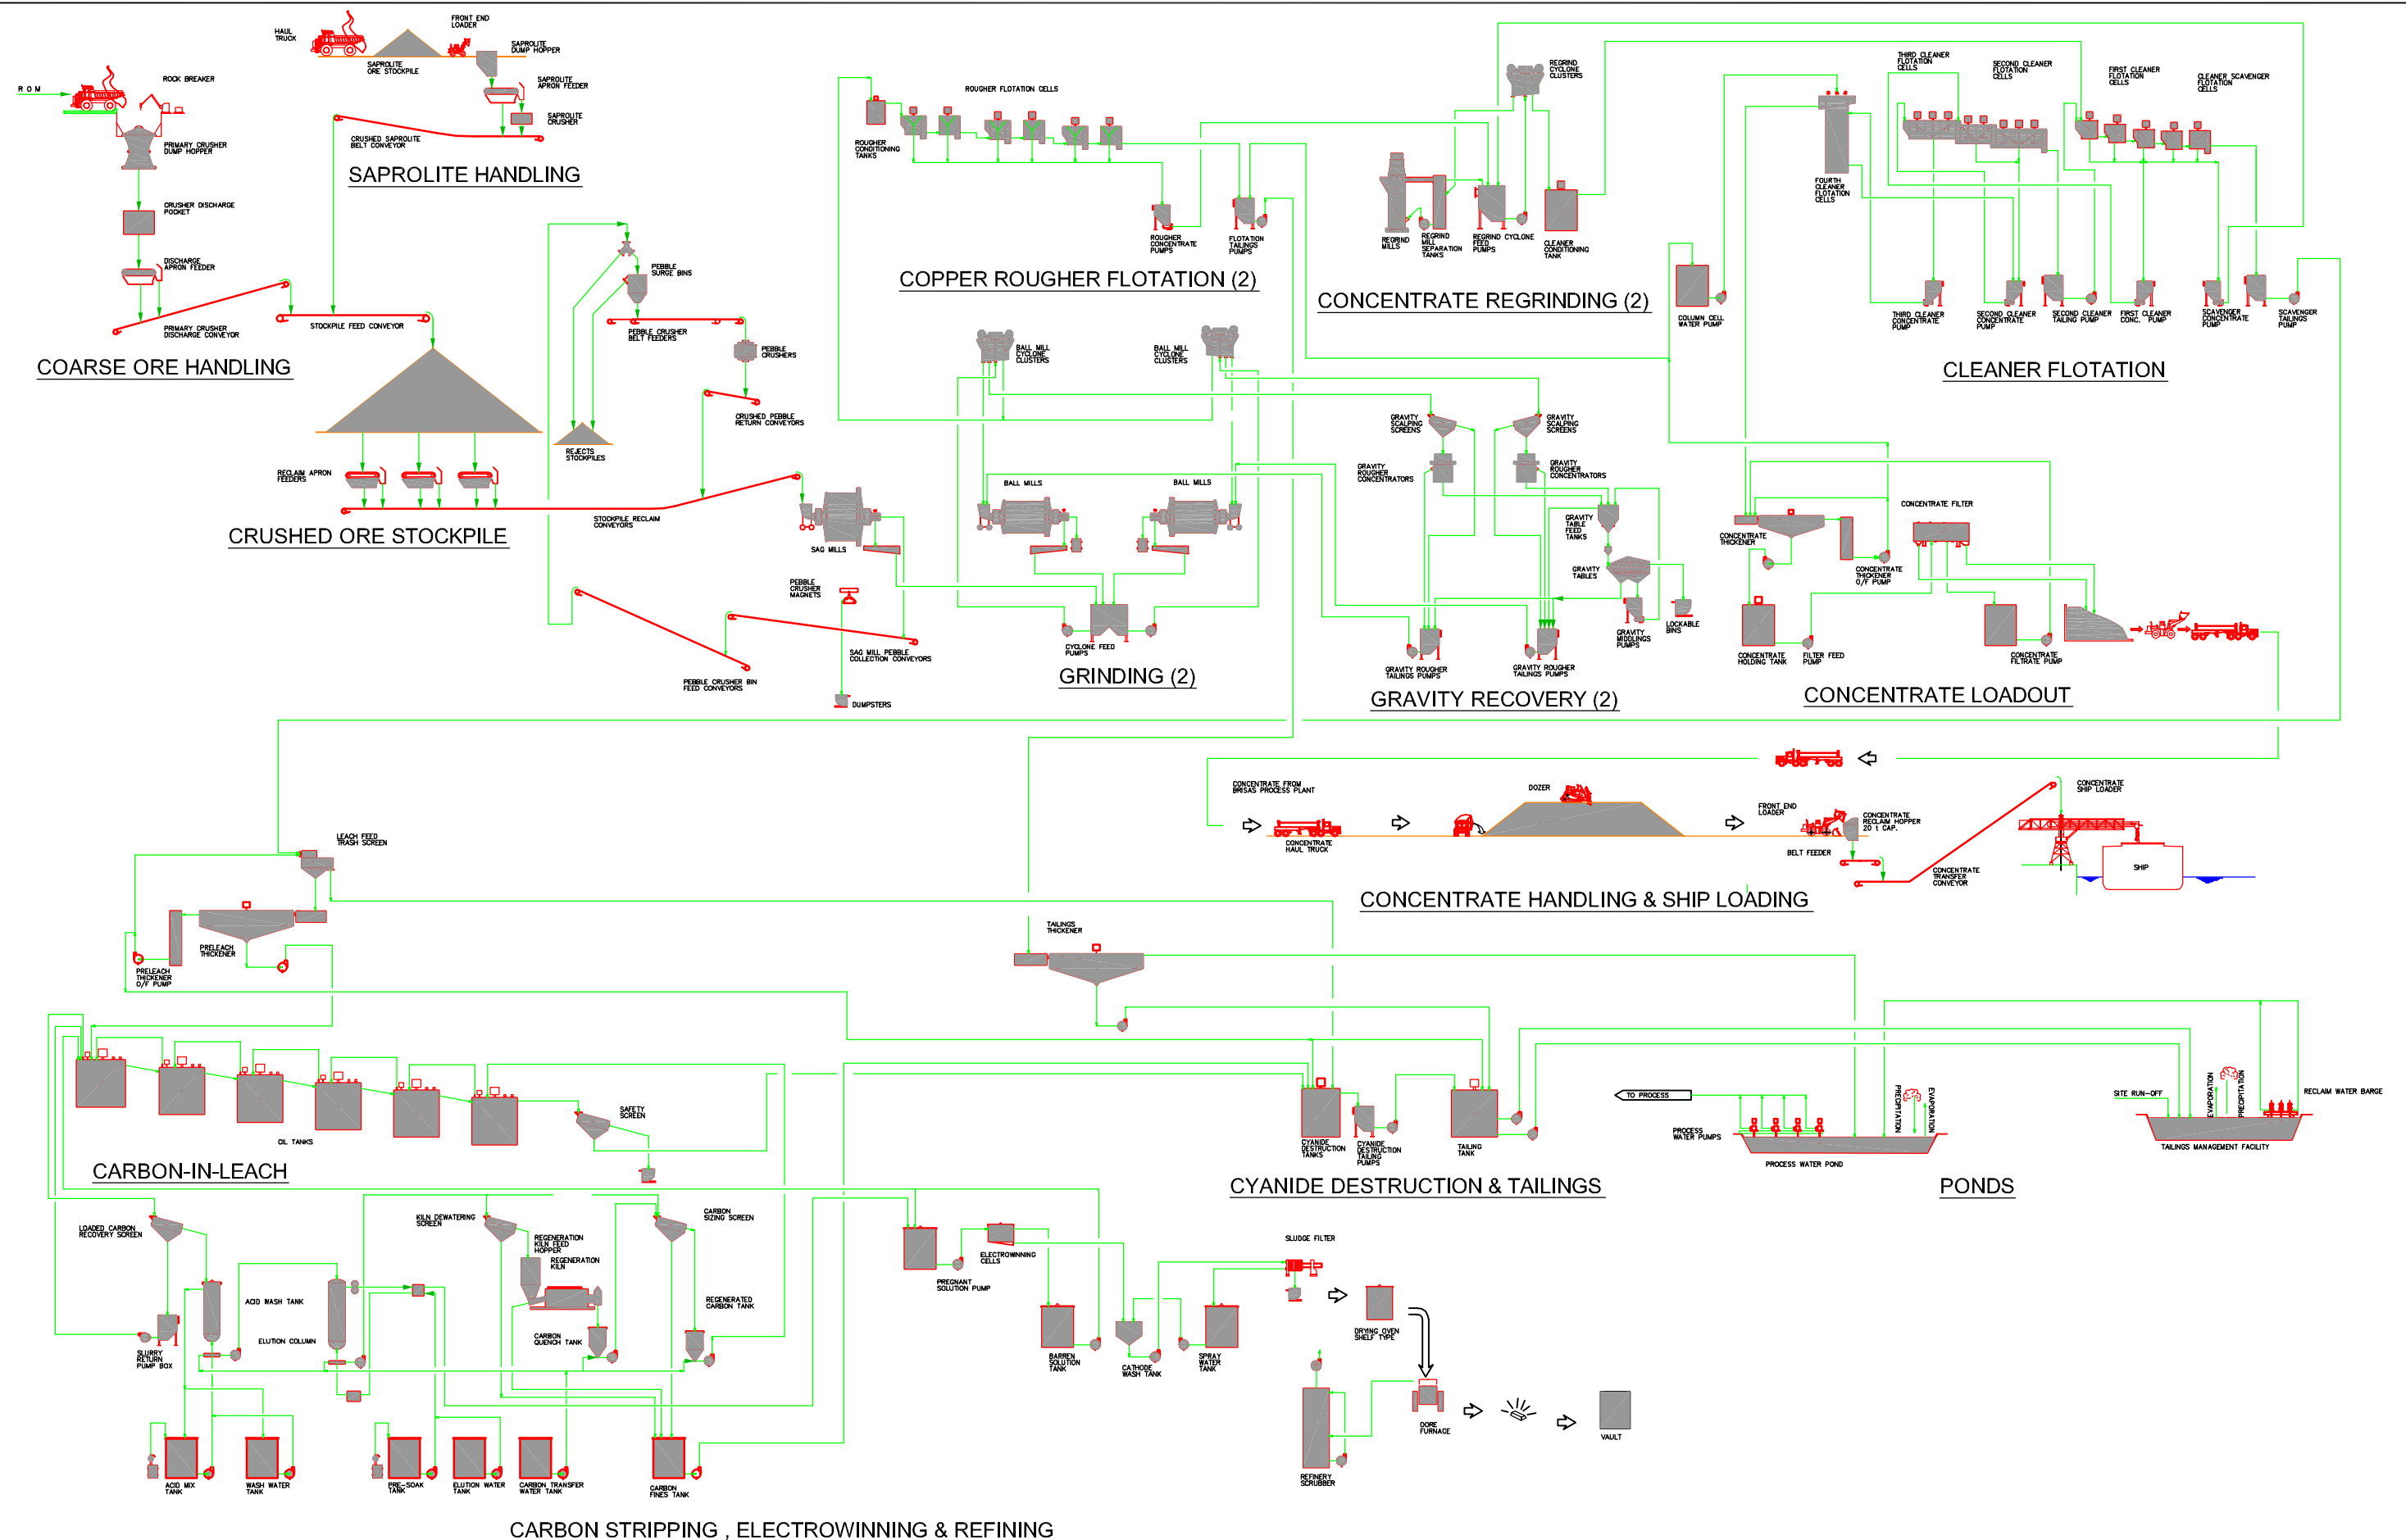 HAUL
TRUCK
FRONT END
LOADER
SAPROLITE
DUMP HOPPER
SAPROLITE
ORE STOCKPILE
SAPROLITE
APRON FEEDER
SAPROLITE
CRUSHER
CRUSHED SAPROLITE
BELT CONVEYOR
SAPROLITE HANDLING
R O M
ROCK BREAKER
PRIMARY CRUSHER
DUMP HOPPER
CRUSHER DISCHARGE
POCKET
DISCHARGE
APRON FEEDER
PRIMARY CRUSHER
DISCHARGE CONVEYOR
STOCKPILE FEED CONVEYOR
COARSE ORE HANDLING
RECLAIM APRON
FEEDERS
CRUSHED ORE STOCKPILE
PEBBLE
SURGE BINS
PEBBLE CRUSHER
BELT FEEDERS
PEBBLE
CRUSHERS
CRUSHED PEBBLE
RETURN CONVEYORS
REJECTS
STOCKPILES
STOCKPILE RECLAIM
CONVEYORS
SAG MILLS
PEBBLE
CRUSHER
MAGNETS
SAG MILL PEBBLE
COLLECTION CONVEYORS
PEBBLE CRUSHER BIN
FEED CONVEYORS
DUMPSTERS
ROUGHER FLOTATION CELLS
ROUGHER
CONDITIONING
TANKS
ROUGHER
CONCENTRATE
PUMPS
FLOTATION
TAILINGS
PUMPS
COPPER ROUGHER FLOTATION (2)
REGRIND
CYCLONE
CLUSTERS
REGRIND
MILLS
REGRIND
MILL
SEPARATION
TANKS
REGRIND CYCLONE
FEED
PUMPS
CLEANER
CONDITIONING
TANK
CONCENTRATE REGRINDING (2)
THIRD CLEANER
FLOTATION
CELLS
SECOND CLEANER
FLOTATION
CELLS
FIRST CLEANER
FLOTATION
CELLS
CLEANER SCAVENGER
FLOTATION
CELLS
FOURTH
CLEANER
FLOTATION
CELLS
COLUMN CELL
WATER PUMP
THIRD CLEANER
CONCENTRATE
PUMP
SECOND CLEANER
CONCENTRATE
PUMP
SECOND CLEANER
TAILING PUMP
FIRST CLEANER
CONC. PUMP
SCAVENGER
CONCENTRATE
PUMP
SCAVENGER
TAILINGS
PUMP
CLEANER FLOTATION
BALL MILL
CYCLONE
CLUSTERS
BALL MILL
CYCLONE
CLUSTERS
BALL MILLS
BALL MILLS
CYCLONE FEED
PUMPS
GRINDING (2)
GRAVITY
SCALPING
SCREENS
GRAVITY
SCALPING
SCREENS
GRAVITY
ROUGHER
CONCENTRATORS
GRAVITY
ROUGHER
CONCENTRATORS
GRAVITY
TABLE
FEED
TANKS
GRAVITY
TABLES
GRAVITY
MIDDLINGS
PUMPS
LOCKABLE
BINS
GRAVITY ROUGHER
TAILINGS PUMPS
GRAVITY ROUGHER
TAILINGS PUMPS
GRAVITY RECOVERY (2)
CONCENTRATE
THICKENER
CONCENTRATE FILTER
CONCENTRATE
THICKENER
O/F PUMP
CONCENTRATE
HOLDING TANK
FILTER FEED
PUMP
CONCENTRATE
FILTRATE PUMP
CONCENTRATE LOADOUT
CONCENTRATE FROM
BRISAS PROCESS PLANT
CONCENTRATE
HAUL TRUCK
DOZER
FRONT END
LOADER
CONCENTRATE
RECLAIM HOPPER
20 t CAP.
BELT FEEDER
CONCENTRATE
TRANSFER
CONVEYOR
CONCENTRATE
SHIP LOADER
SHIP
CONCENTRATE HANDLING & SHIP LOADING
LEACH FEED
TRASH SCREEN
PRELEACH
THICKENER
PRELEACH
THICKENER
O/F PUMP
CIL TANKS
SAFETY
SCREEN
CARBON-IN-LEACH
TAILINGS
THICKENER
CYANIDE
DESTRUCTION
TANKS
CYANIDE
DESTRUCTION
TAILING
PUMPS
TAILING
TANK
CYANIDE DESTRUCTION & TAILINGS
TO PROCESS
PROCESS
WATER PUMPS
PROCESS WATER POND
PRECIPITATION
EVAPORATION
SITE RUN-OFF
EVAPORATION
PRECIPITATION
RECLAIM WATER BARGE
TAILINGS MANAGEMENT FACILITY
PONDS
LOADED CARBON
RECOVERY SCREEN
SLURRY
RETURN
PUMP BOX
ACID WASH TANK
ELUTION COLUMN
KILN DEWATERING
SCREEN
REGENERATION
KILN FEED
HOPPER
REGENERATION
KILN
CARBON
QUENCH TANK
CARBON
SIZING SCREEN
REGENERATED
CARBON TANK
ACID MIX
TANK
WASH WATER
TANK
PRE-SOAK
TANK
ELUTION WATER
TANK
CARBON TRANSFER
WATER TANK
CARBON
FINES TANK
PREGNANT
SOLUTION PUMP
ELECTROWINNING
CELLS
BARREN
SOLUTION
TANK
CATHODE
WASH TANK
SPRAY
WATER
TANK
SLUDGE FILTER
DRYING OVEN
SHELF TYPE
REFINERY
SCRUBBER
DORE
FURNACE
VAULT
CARBON STRIPPING , ELECTROWINNING & REFINING